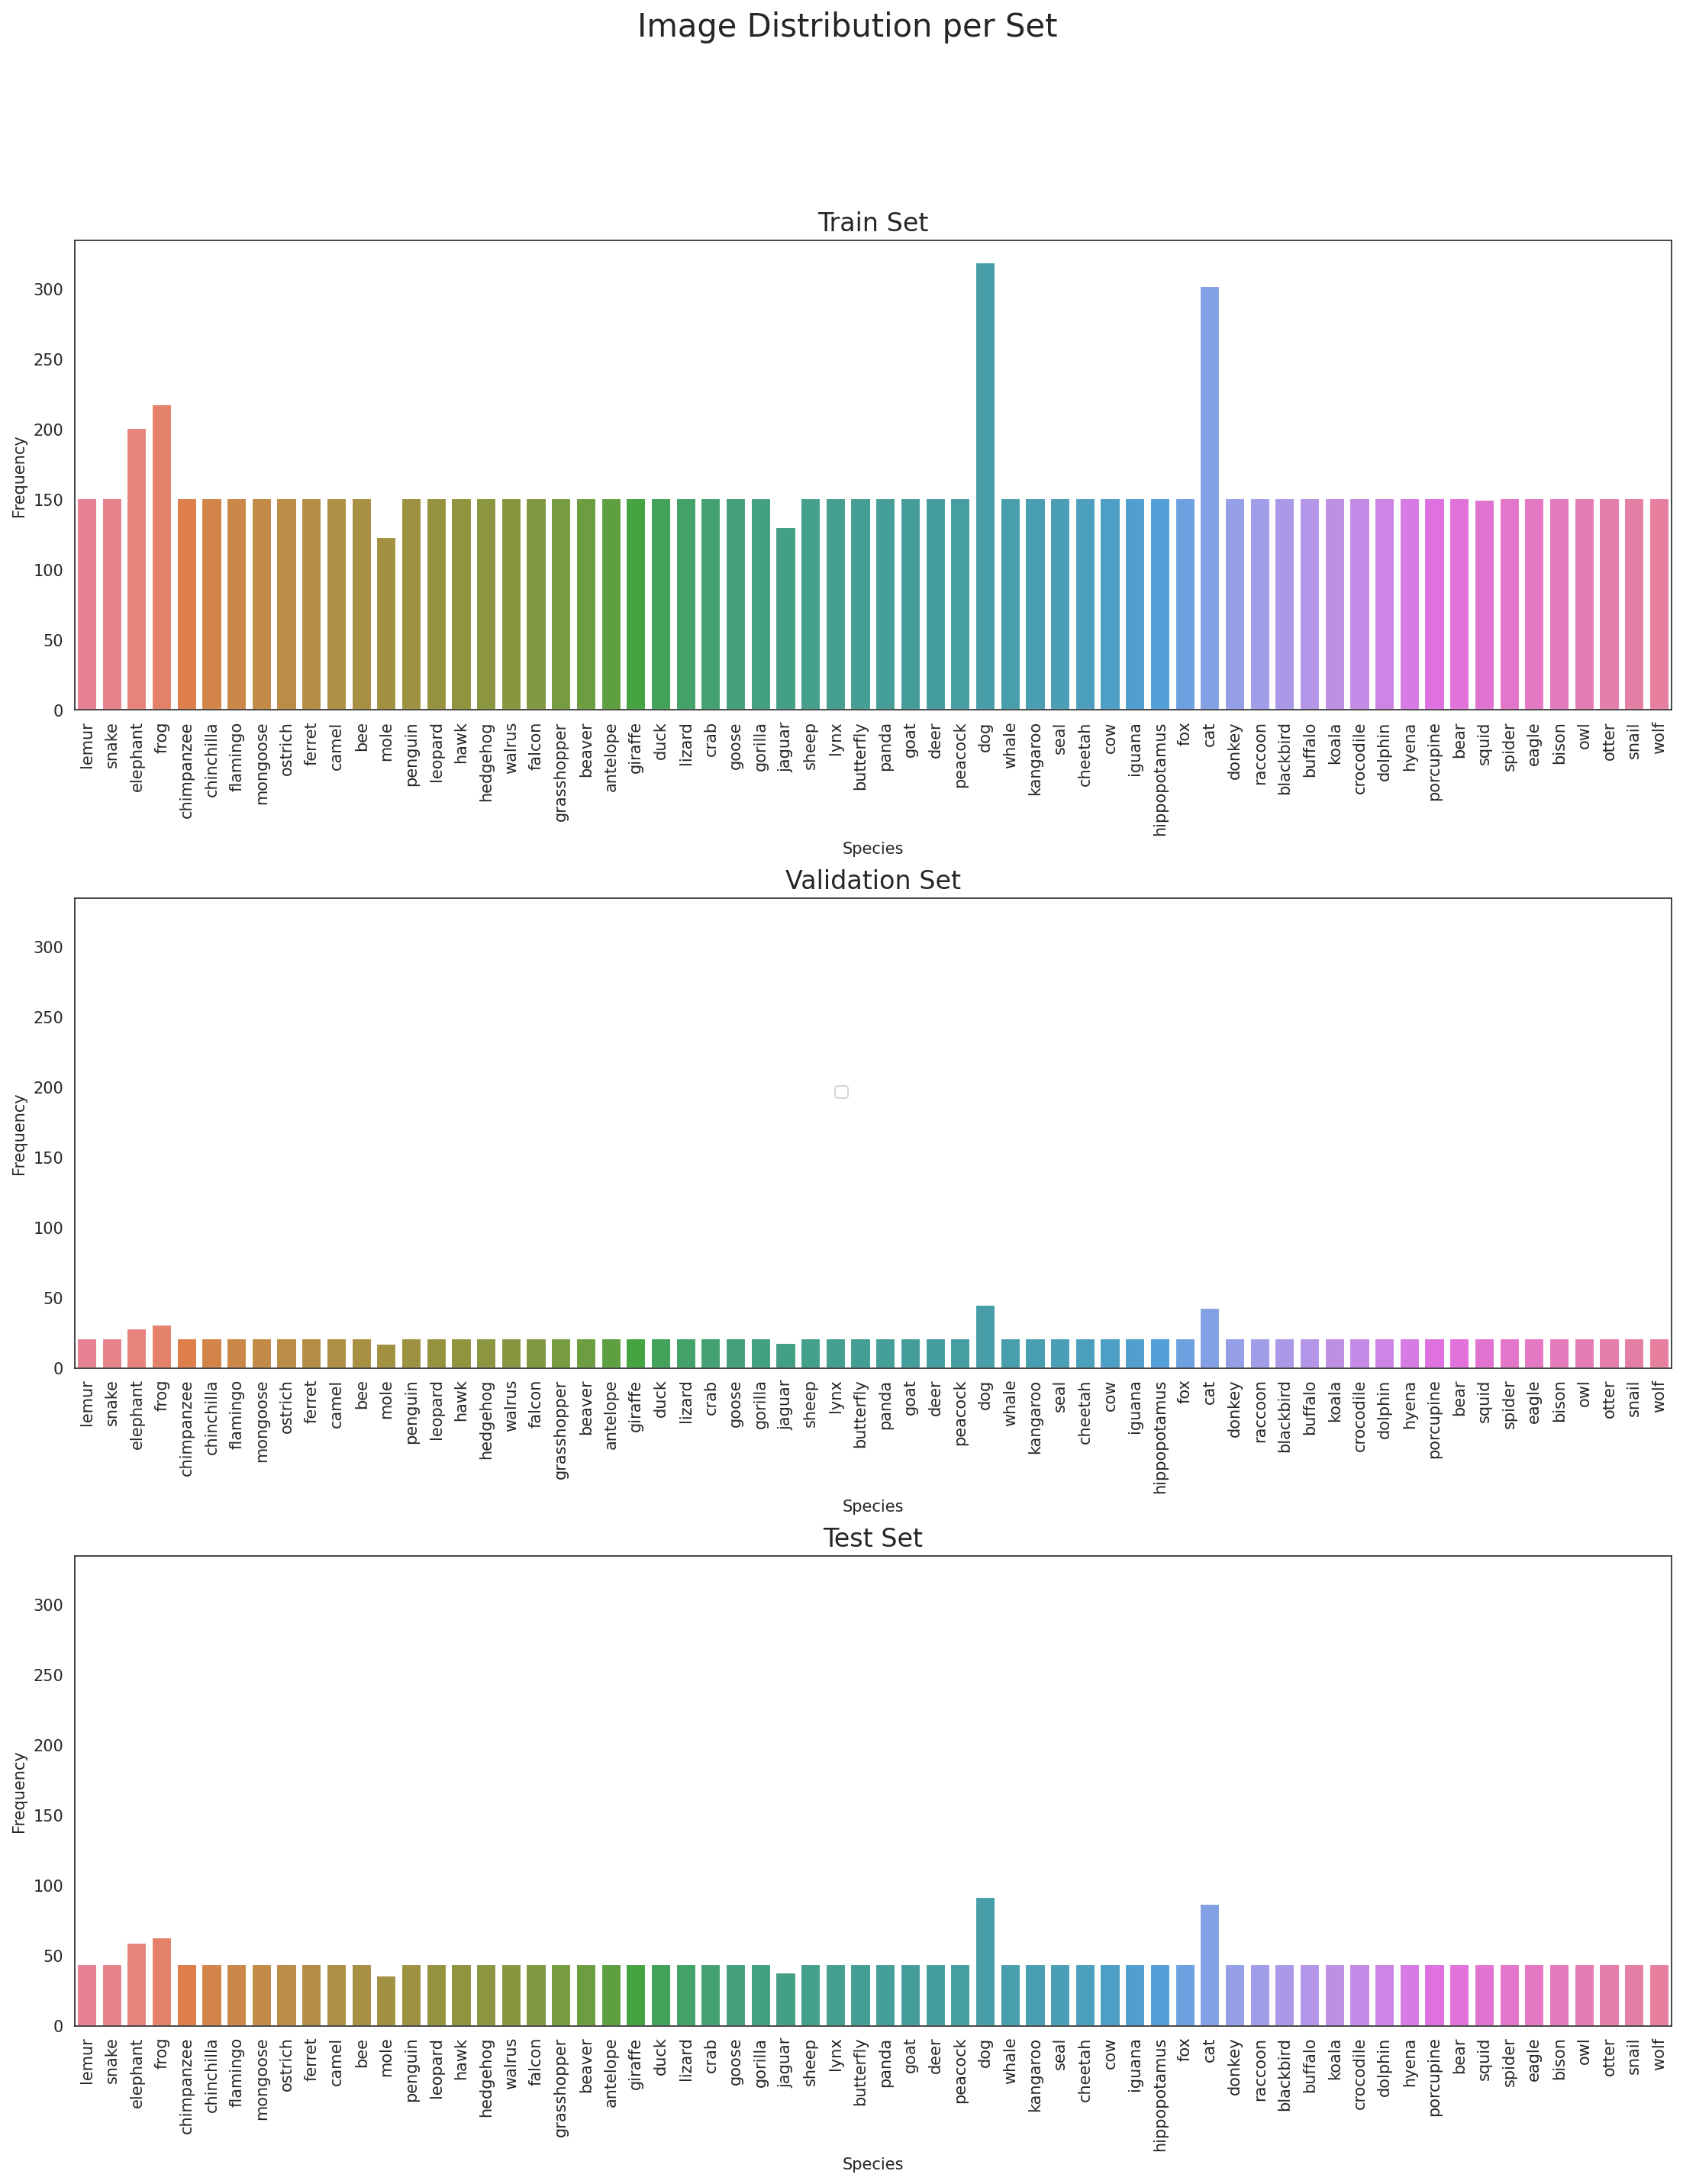 Image Distribution per Set
Train Set
Frequency
300
250
200
150
100
50
0
lemur
snake
elephant
frog
chimpanzee
chinchilla
flamingo
mongoose
ostrich
ferret
camel
bee
mole
penguin
leopard
hawk
hedgehog
walrus
falcon
grasshopper
beaver
antelope
giraffe
duck
lizard
crab
goose
gorilla
jaguar
sheep
lynx
butterfly
panda
goat
deer
peacock
dog
whale
kangaroo
seal
cheetah
cow
iguana
hippopotamus
fox
cat
donkey
raccoon
blackbird
buffalo
koala
crocodile
dolphin
hyena
porcupine
bear
squid
spider
eagle
bison
owl
otter
snail
wolf
Species
Validation Set
Frequency
300
250
200
150
100
50
0
lemur
snake
elephant
frog
chimpanzee
chinchilla
flamingo
mongoose
ostrich
ferret
camel
bee
mole
penguin
leopard
hawk
hedgehog
walrus
falcon
grasshopper
beaver
antelope
giraffe
duck
lizard
crab
goose
gorilla
jaguar
sheep
lynx
butterfly
panda
goat
deer
peacock
dog
whale
kangaroo
seal
cheetah
cow
iguana
hippopotamus
fox
cat
donkey
raccoon
blackbird
buffalo
koala
crocodile
dolphin
hyena
porcupine
bear
squid
spider
eagle
bison
owl
otter
snail
wolf
Species
Test Set
Frequency
300
250
200
150
100
50
0
lemur
snake
elephant
frog
chimpanzee
chinchilla
flamingo
mongoose
ostrich
ferret
camel
bee
mole
penguin
leopard
hawk
hedgehog
walrus
falcon
grasshopper
beaver
antelope
giraffe
duck
lizard
crab
goose
gorilla
jaguar
sheep
lynx
butterfly
panda
goat
deer
peacock
dog
whale
kangaroo
seal
cheetah
cow
iguana
hippopotamus
fox
cat
donkey
raccoon
blackbird
buffalo
koala
crocodile
dolphin
hyena
porcupine
bear
squid
spider
eagle
bison
owl
otter
snail
wolf
Species